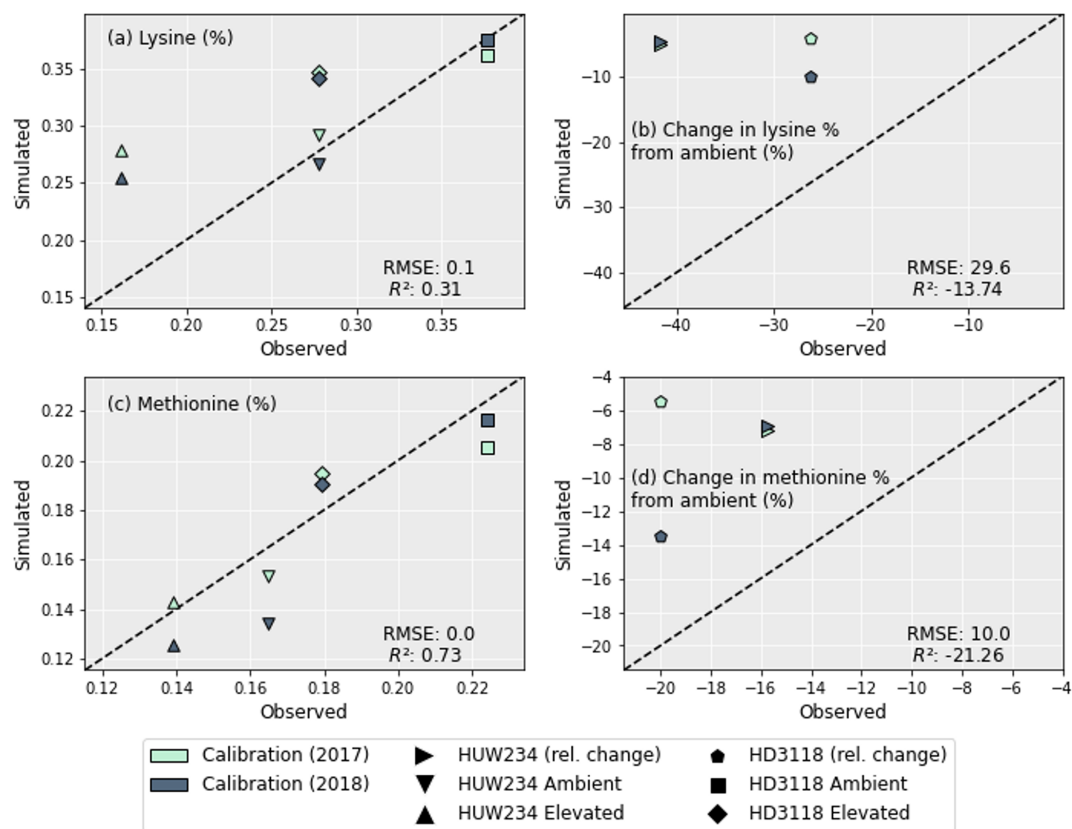 (a) Lysine (%)
0.35
0.30
0.25
0.20
0.15
Simulated
RMSE: 0.1
R²: 0.31
0.15 0.20 0.25 0.30 0.35
Observed
−10
−20
−30
−40
Simulated
(b) Change in lysine %
from ambient (%)
RMSE: 29.6
R²: -13.74
−40 −30 −20 −10
Observed
(c) Methionine (%)
0.22
0.20
0.18
0.16
0.14
0.12
Simulated
RMSE: 0.0
R²: 0.73
0.12 0.14 0.16 0.18 0.20 0.22
Observed
−4
−6
−8
−10
−12
−14
−16
−18
−20
Simulated
(d) Change in methionine %
from ambient (%)
RMSE: 10.0
R²: -21.26
−20 −18 −16 −14 −12 −10 −8 −6 −4
Observed
Calibration (2017) HUW234 (rel. change) HD3118 (rel. change)
Calibration (2018) HUW234 Ambient HD3118 Ambient
HUW234 Elevated HD3118 Elevated